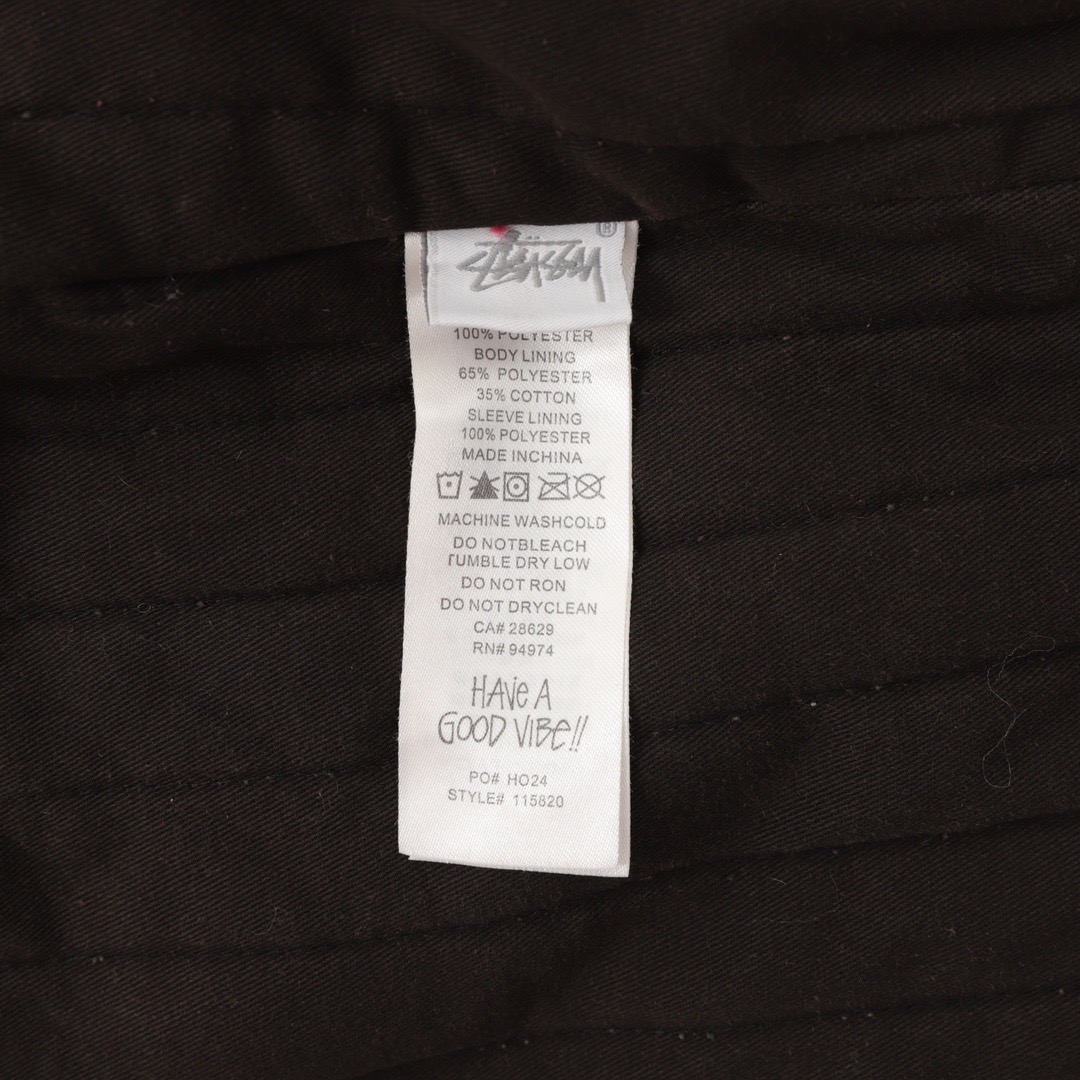 STÜSSY ®
100% POLYESTER
BODY LINING
65% POLYESTER
35% COTTON
SLEEVE LINING
100% POLYESTER
MADE INCHINA
MACHINE WASHCOLD
DO NOTBLEACH
TUMBLE DRY LOW
DO NOT RON
DO NOT DRYCLEAN
CA# 28629
RN# 94974
HAVe A
GOOD VIBe!!
PO# HO24
STYLE# 115820